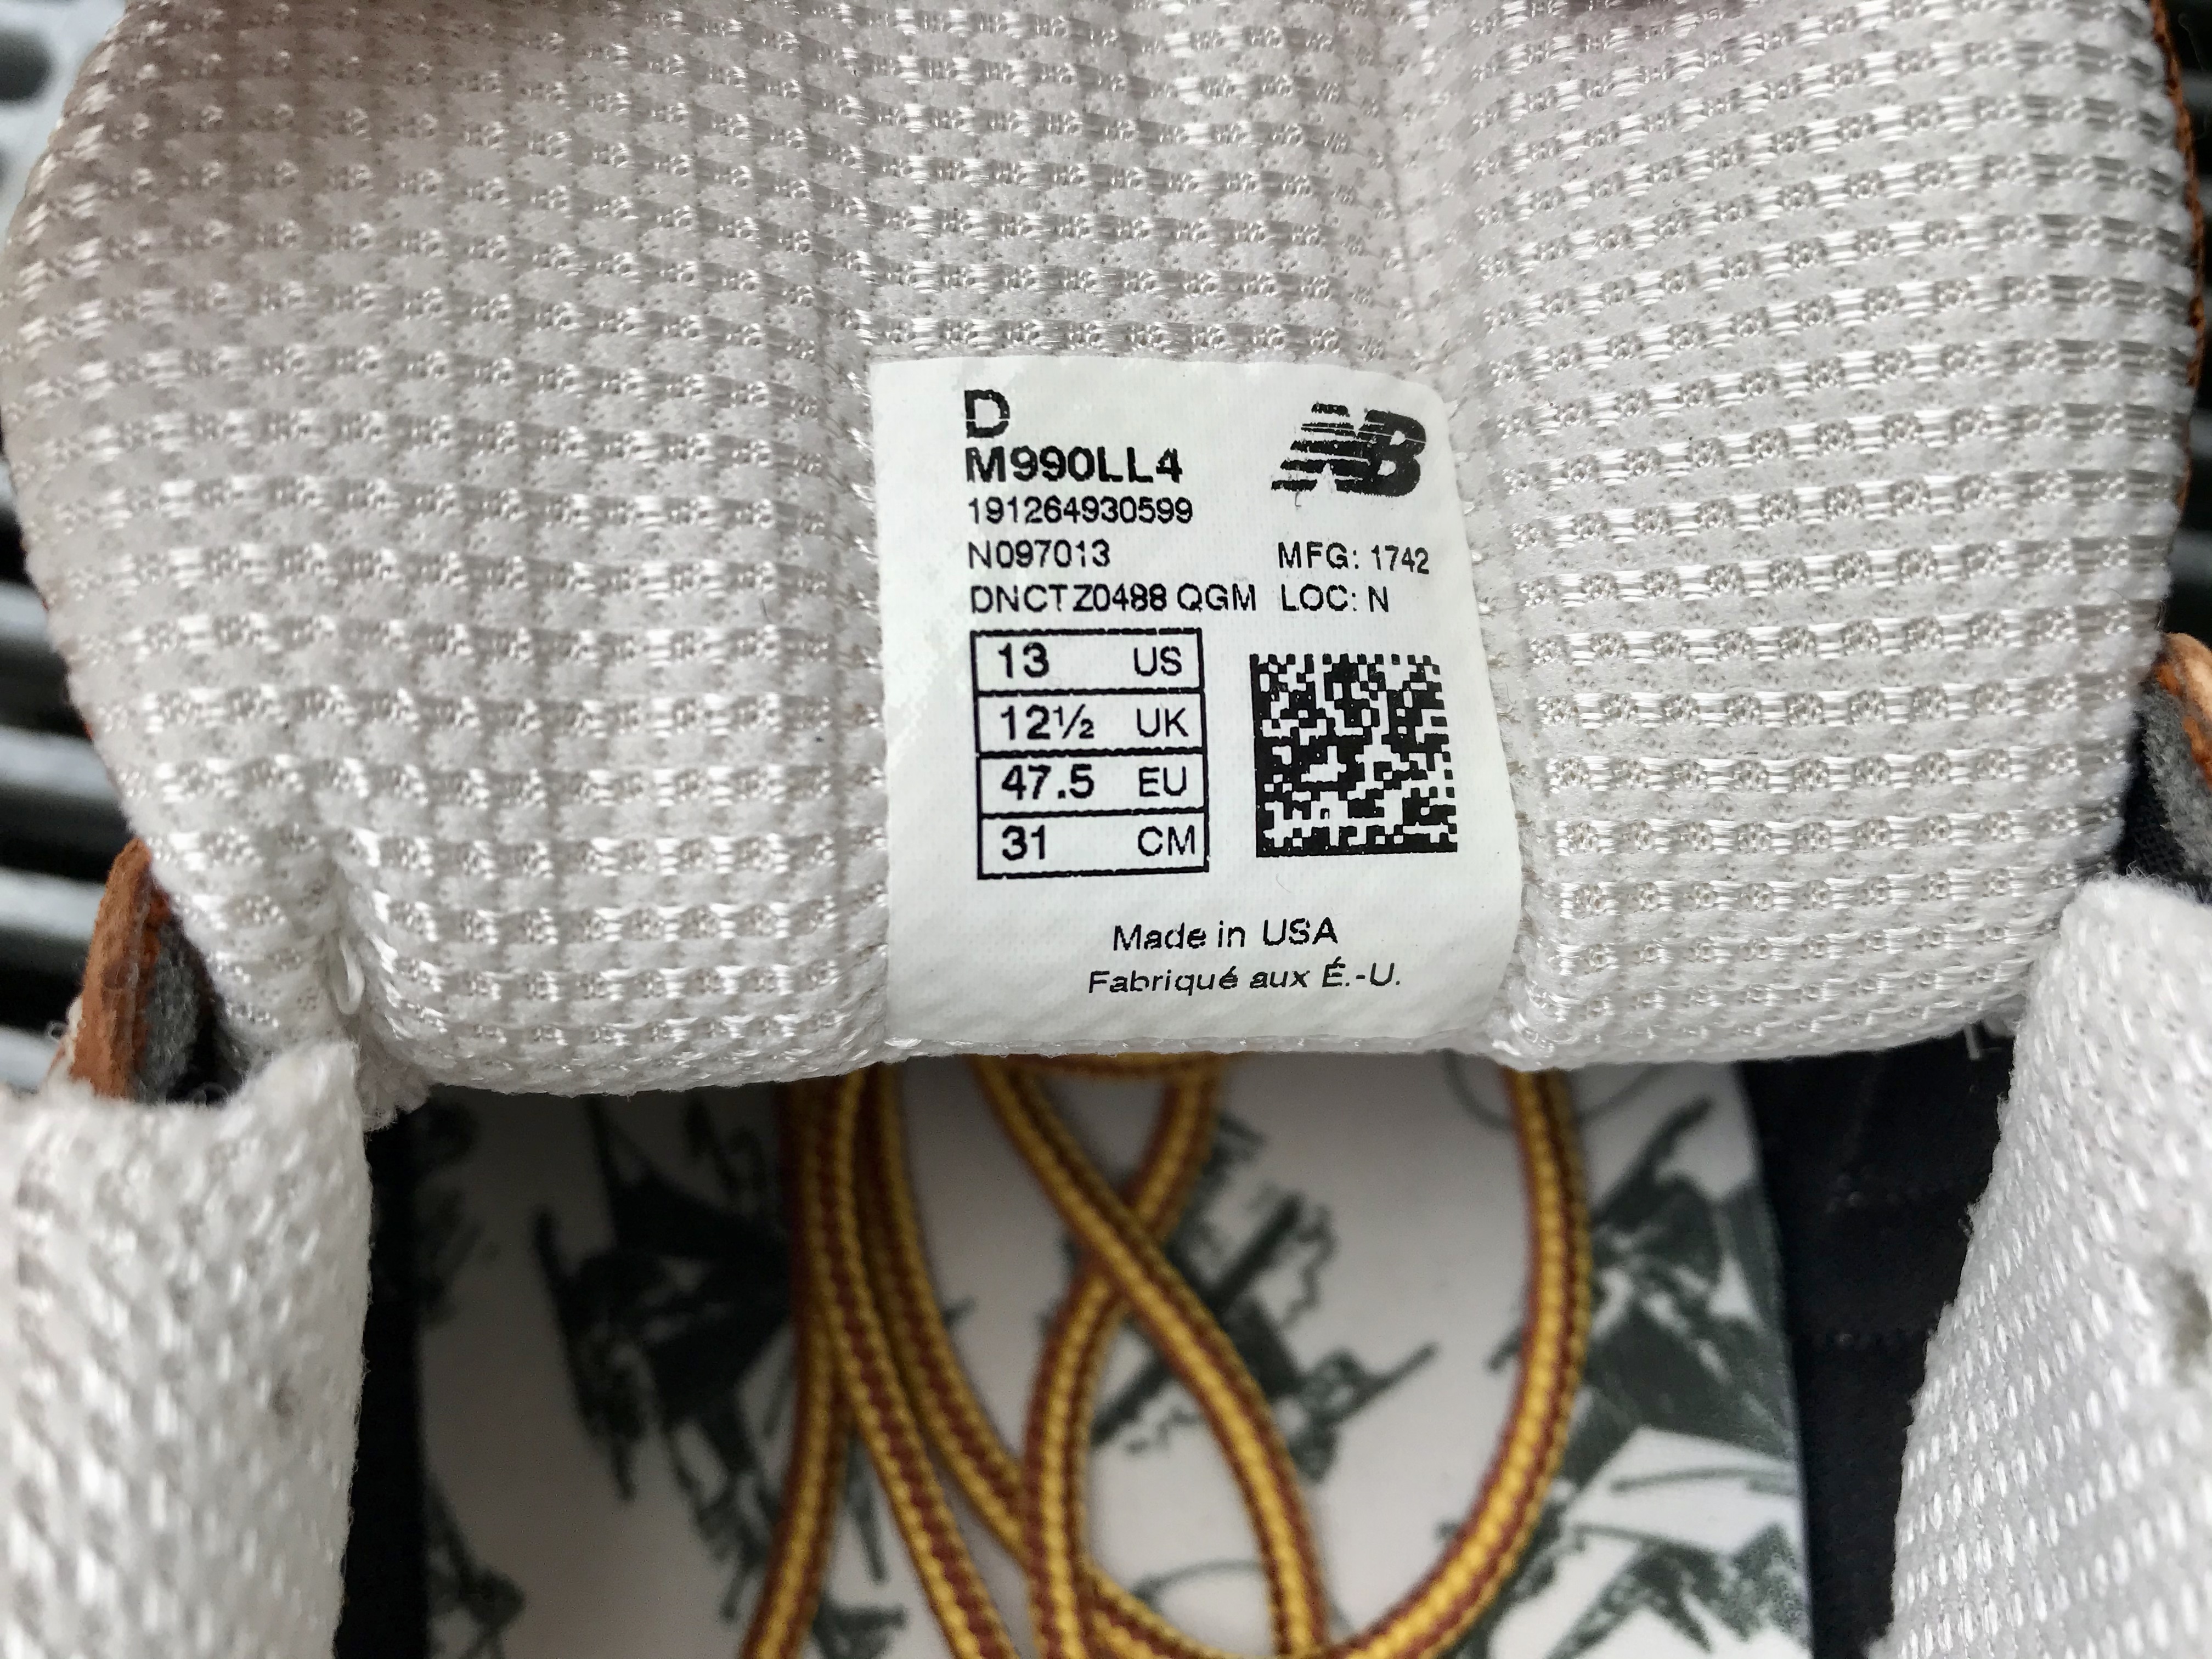 D
NB
M990LL4
191264930599
N097013 MFG: 1742
DNCTZ0488 QGM LOC: N
13 US
12½ UK
47.5 EU
31 CM
Made in USA
Fabriqué aux É.-U.